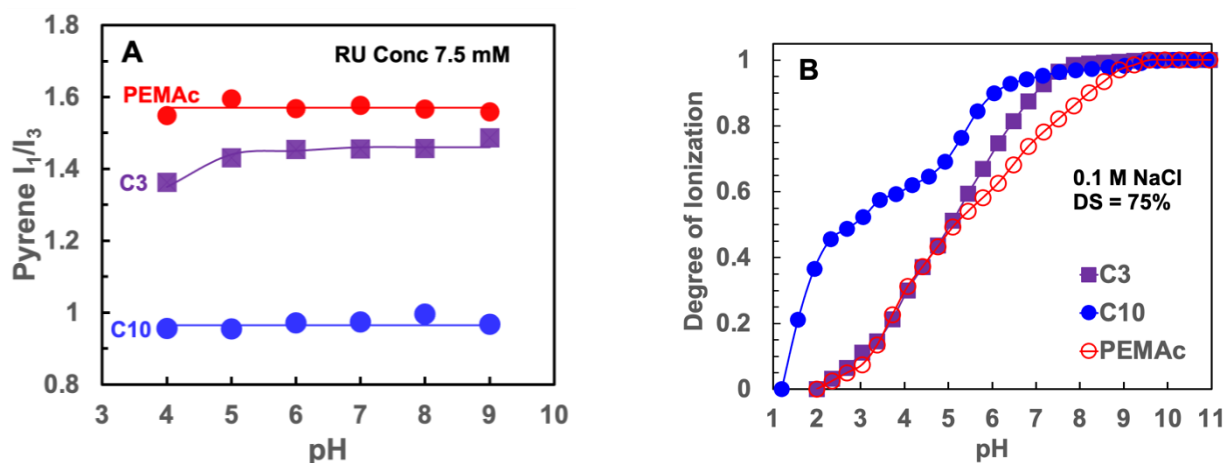 A
RU Conc 7.5 mM
PEMAc
C3
C10
Pyrene I₁/I₃
1.8
1.6
1.4
1.2
1
0.8
3 4 5 6 7 8 9 10
pH
B
0.1 M NaCl
DS = 75%
C3
C10
PEMAc
Degree of Ionization
1
0.8
0.6
0.4
0.2
0
1 2 3 4 5 6 7 8 9 10 11
pH